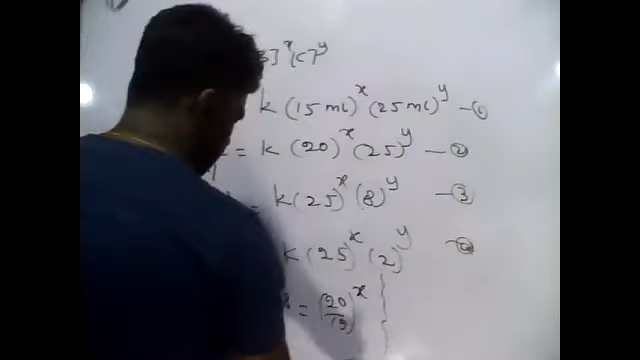 B]^x [C]^y
k (15 ml)^x (25 ml)^y —①
= k (20)^x (25)^y —②
= k (25)^x (8)^y —③
k (25)^x (2)^y —④
= (20/15)^x